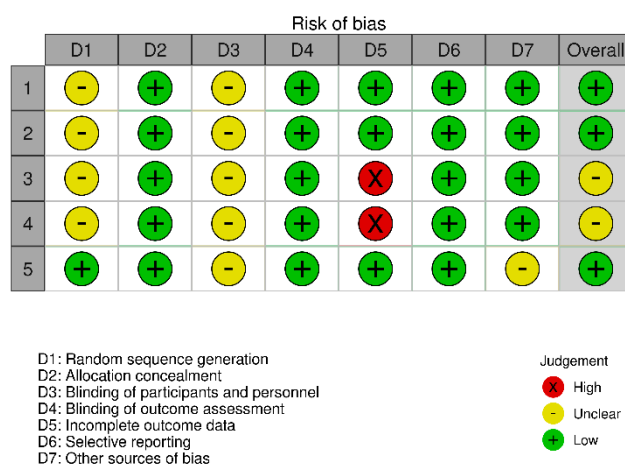 Risk of bias
D1 D2 D3 D4 D5 D6 D7 Overall
1 - + - + + + + +
2 - + - + + + + +
3 - + - + X + + -
4 - + - + X + + -
5 + + - + + + - +
D1: Random sequence generation
D2: Allocation concealment
D3: Blinding of participants and personnel
D4: Blinding of outcome assessment
D5: Incomplete outcome data
D6: Selective reporting
D7: Other sources of bias
Judgement
X High
- Unclear
+ Low